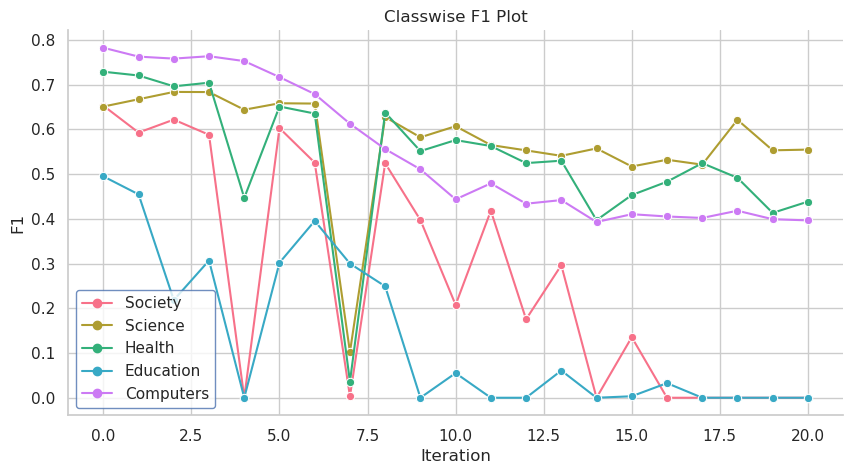 Classwise F1 Plot
F1
0.8
0.7
0.6
0.5
0.4
0.3
0.2
0.1
0.0
Society
Science
Health
Education
Computers
0.0 2.5 5.0 7.5 10.0 12.5 15.0 17.5 20.0
Iteration